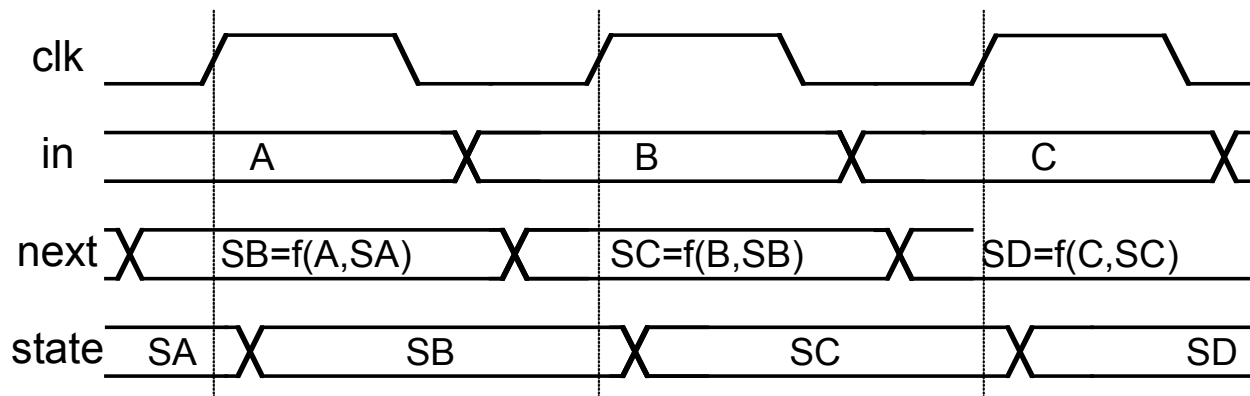 clk
in A B C
next SB=f(A,SA) SC=f(B,SB) SD=f(C,SC)
state SA SB SC SD